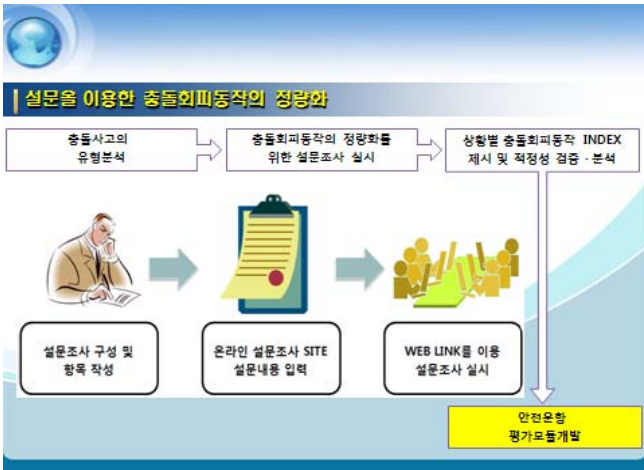 설문을 이용한 충돌회피동작의 정량화
충돌사고의
유형분석
충돌회피동작의 정량화를
위한 설문조사 실시
상황별 충돌회피동작 INDEX
제시 및 적정성 검증·분석
설문조사 구성 및
항목 작성
온라인 설문조사 SITE
설문내용 입력
WEB LINK를 이용
설문조사 실시
안전운항
평가모듈개발